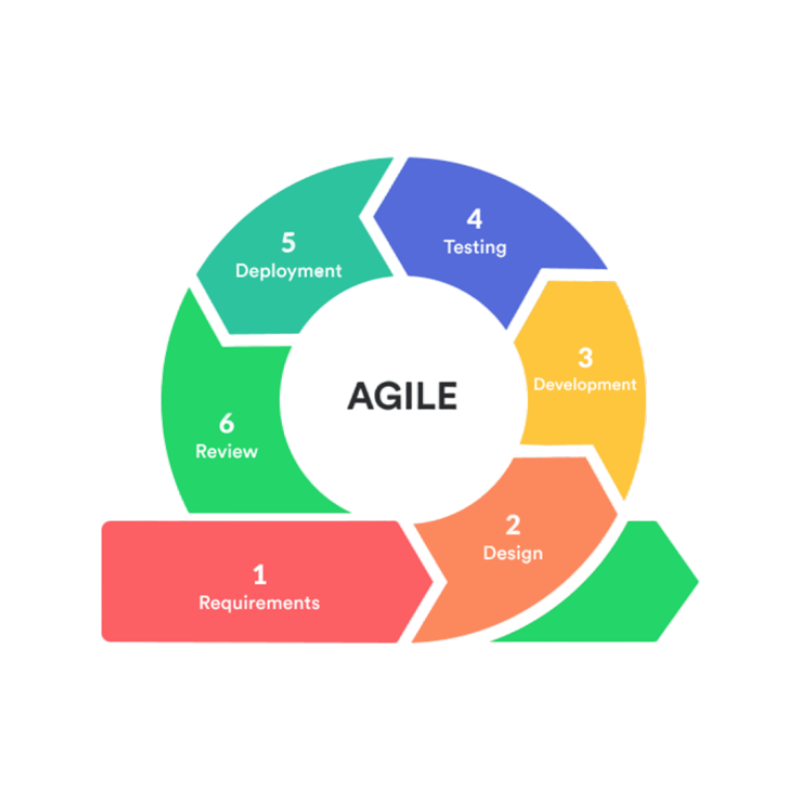 AGILE
1
Requirements
2
Design
3
Development
4
Testing
5
Deployment
6
Review